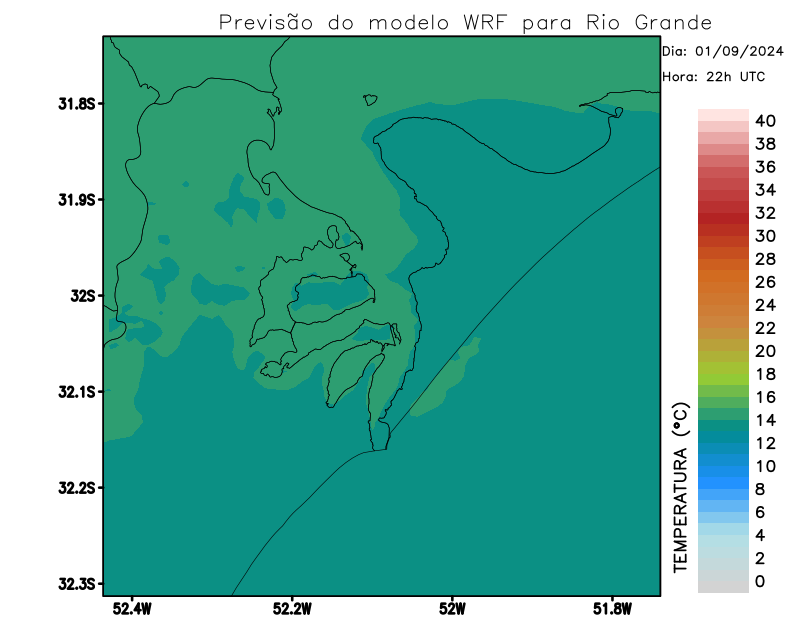 Previsão do modelo WRF para Rio Grande
Dia: 01/09/2024
Hora: 22h UTC
31.8S
31.9S
32S
32.1S
32.2S
32.3S
52.4W
52.2W
52W
51.8W
TEMPERATURA (°C)
40
38
36
34
32
30
28
26
24
22
20
18
16
14
12
10
8
6
4
2
0